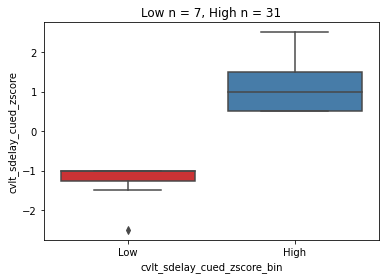 Low n = 7, High n = 31
cvlt_sdelay_cued_zscore
2
1
0
−1
−2
Low
High
cvlt_sdelay_cued_zscore_bin